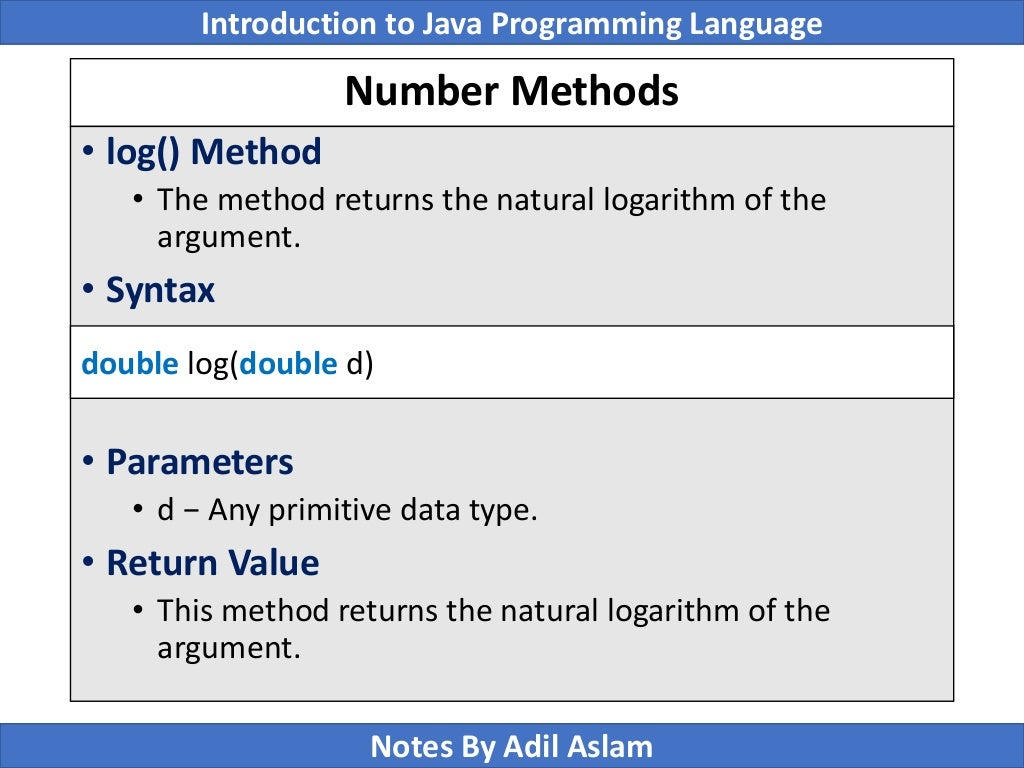 Introduction to Java Programming Language
Number Methods
• log() Method
• The method returns the natural logarithm of the
argument.
• Syntax
double log(double d)
• Parameters
• d − Any primitive data type.
• Return Value
• This method returns the natural logarithm of the
argument.
Notes By Adil Aslam